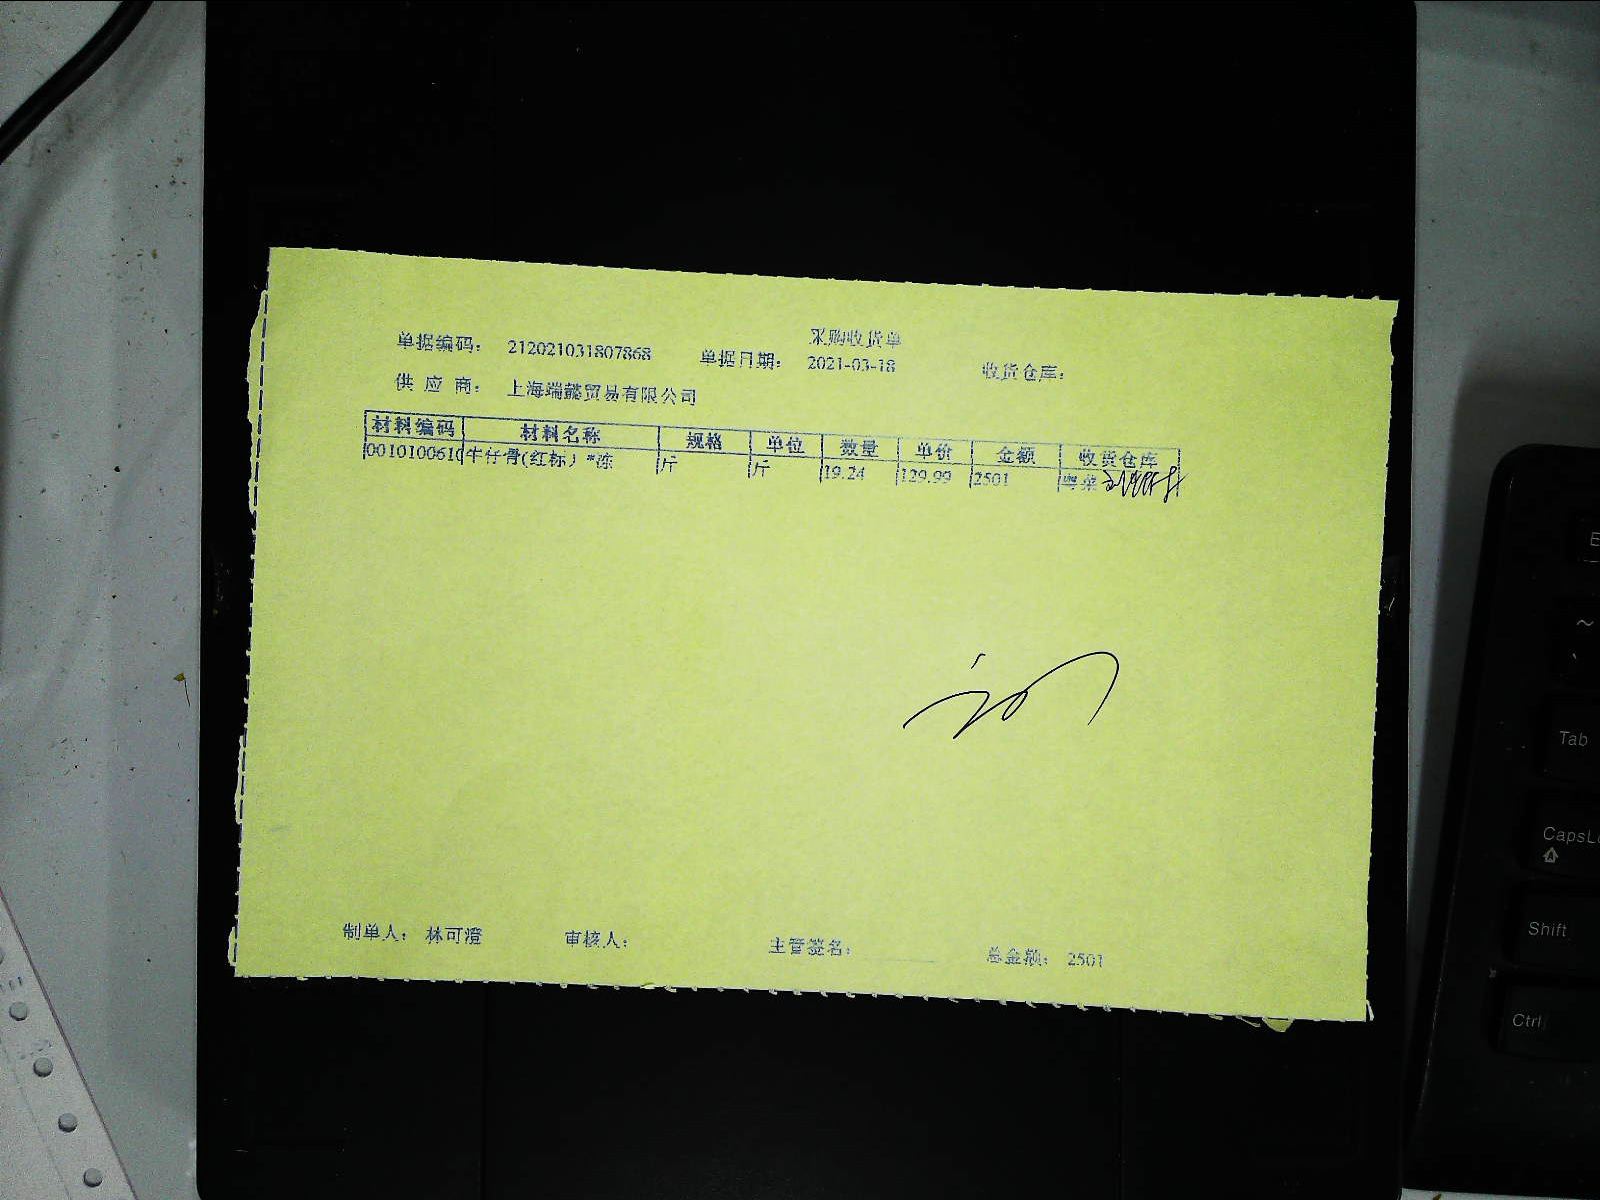 采购收货单
单据编码： 212021031807868 单据日期： 2021-03-18 收货仓库：
供 应 商： 上海端懿贸易有限公司
材料编码 材料名称 规格 单位 数量 单价 金额 收货仓库
0010100610 牛仔骨(红标）*冻 斤 斤 19.24 129.99 2501 粤菜
制单人： 林可澄 审核人： 主管签名： 总金额： 2501
E
~
、
Tab
CapsLo
Shift
Ctrl